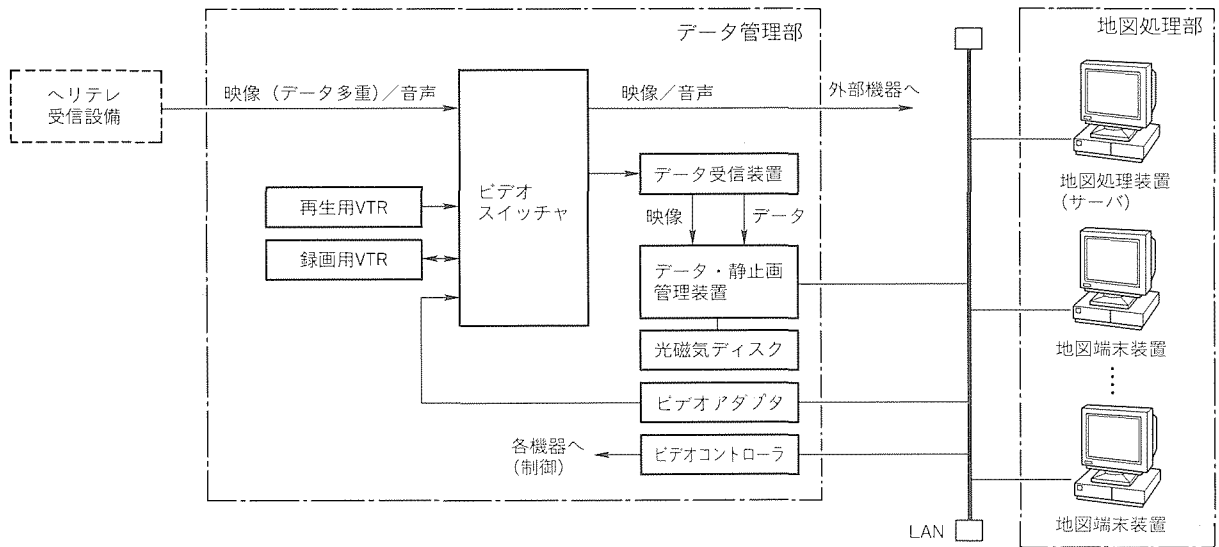 データ管理部
地図処理部
ヘリテレ
受信設備
映像（データ多重）／音声
映像／音声
外部機器へ
ビデオ
スイッチャ
データ受信装置
再生用VTR
映像
データ
録画用VTR
データ・静止画
管理装置
光磁気ディスク
ビデオアダプタ
各機器へ
(制御)
ビデオコントローラ
LAN
地図処理装置
(サーバ)
地図端末装置
地図端末装置